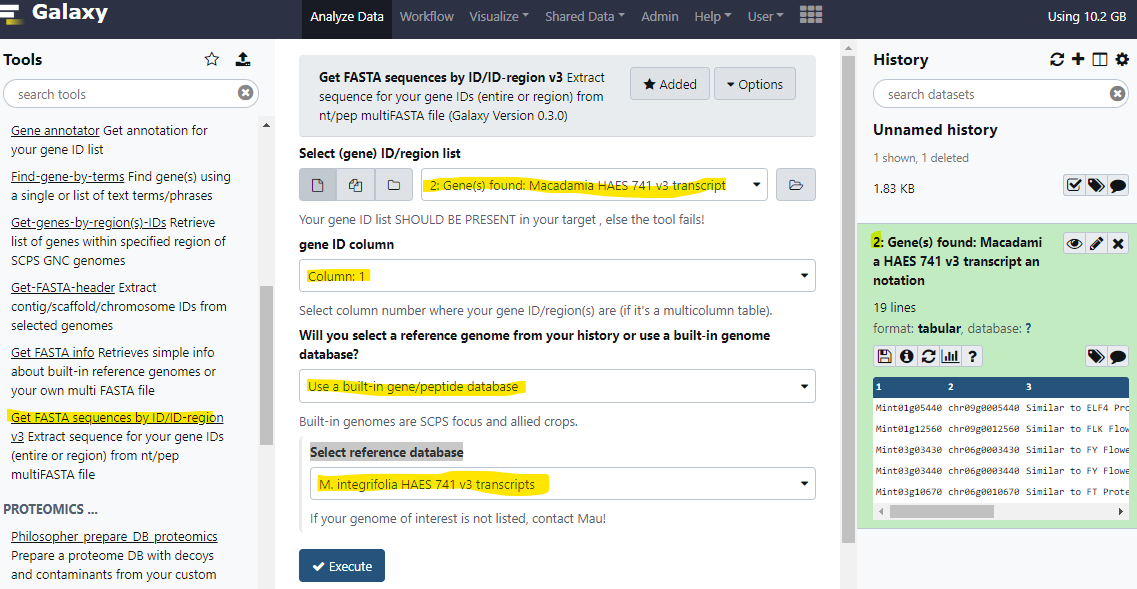 Galaxy
Analyze Data Workflow Visualize Shared Data Admin Help User Using 10.2 GB
Tools
search tools
Gene annotator Get annotation for
your gene ID list
Find-gene-by-terms Find gene(s) using
a single or list of text terms/phrases
Get-genes-by-region(s)-IDs Retrieve
list of genes within specified region of
SCPS GNC genomes
Get-FASTA-header Extract
contig/scaffold/chromosome IDs from
selected genomes
Get FASTA info Retrieves simple info
about built-in reference genomes or
your own multi FASTA file
Get FASTA sequences by ID/ID-region
v3 Extract sequence for your gene IDs
(entire or region) from nt/pep
multiFASTA file
PROTEOMICS ...
Philosopher prepare DB proteomics
Prepare a proteome DB with decoys
and contaminants from your custom
Get FASTA sequences by ID/ID-region v3 Extract
sequence for your gene IDs (entire or region) from
nt/pep multiFASTA file (Galaxy Version 0.3.0)
Added
Options
Select (gene) ID/region list
2: Gene(s) found: Macadamia HAES 741 v3 transcript
Your gene ID list SHOULD BE PRESENT in your target , else the tool fails!
gene ID column
Column: 1
Select column number where your gene ID/region(s) are (if it's a multicolumn table).
Will you select a reference genome from your history or use a built-in genome
database?
Use a built-in gene/peptide database
Built-in genomes are SCPS focus and allied crops.
Select reference database
M. integrifolia HAES 741 v3 transcripts
If your genome of interest is not listed, contact Mau!
Execute
History
search datasets
Unnamed history
1 shown, 1 deleted
1.83 KB
2: Gene(s) found: Macadami
a HAES 741 v3 transcript an
notation
19 lines
format: tabular, database: ?
1 2 3
Mint01g05440 chr09g0005440 Similar to ELF4 Pro
Mint01g12560 chr09g0012560 Similar to FLK Flow
Mint03g03430 chr06g0003430 Similar to FY Flowe
Mint03g03440 chr06g0003440 Similar to FY Flowe
Mint03g10670 chr06g0010670 Similar to FT Prote